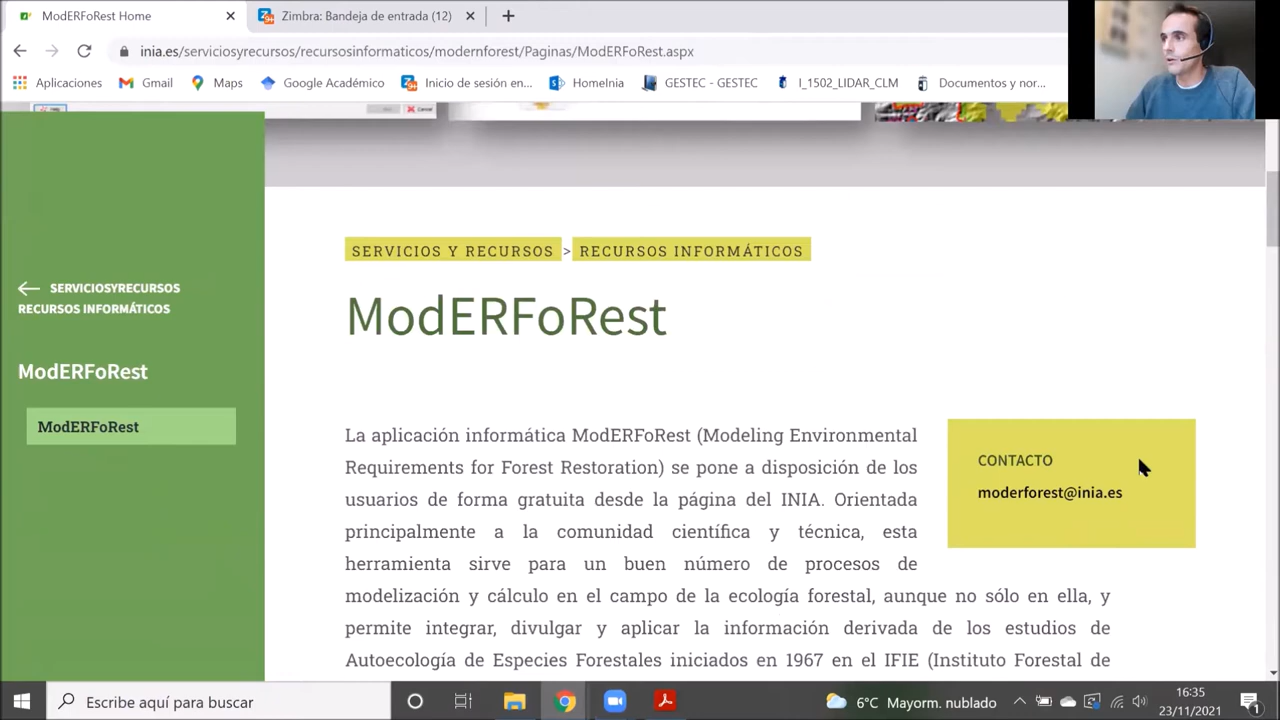 ModERFoRest Home
Zimbra: Bandeja de entrada (12)
inia.es/serviciosyrecursos/recursosinformaticos/modernforest/Paginas/ModERFoRest.aspx
Aplicaciones
Gmail
Maps
Google Académico
Inicio de sesión en...
HomeInia
GESTEC - GESTEC
I_1502_LIDAR_CLM
Documentos y nor...
Cancel
SERVICIOS Y RECURSOS > RECURSOS INFORMÁTICOS
SERVICIOSYRECURSOS
RECURSOS INFORMÁTICOS
ModERFoRest
ModERFoRest
ModERFoRest
La aplicación informática ModERFoRest (Modeling Environmental
Requirements for Forest Restoration) se pone a disposición de los
usuarios de forma gratuita desde la página del INIA. Orientada
principalmente a la comunidad científica y técnica, esta
herramienta sirve para un buen número de procesos de
modelización y cálculo en el campo de la ecología forestal, aunque no sólo en ella, y
permite integrar, divulgar y aplicar la información derivada de los estudios de
Autoecología de Especies Forestales iniciados en 1967 en el IFIE (Instituto Forestal de
CONTACTO
moderforest@inia.es
Escribe aquí para buscar
6°C Mayorm. nublado
16:35
23/11/2021
1